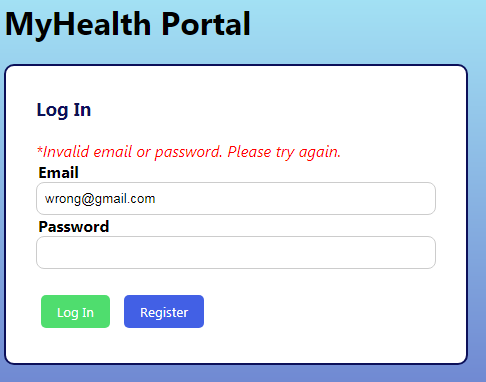 MyHealth Portal
Log In
*Invalid email or password. Please try again.
Email
wrong@gmail.com
Password
Log In Register